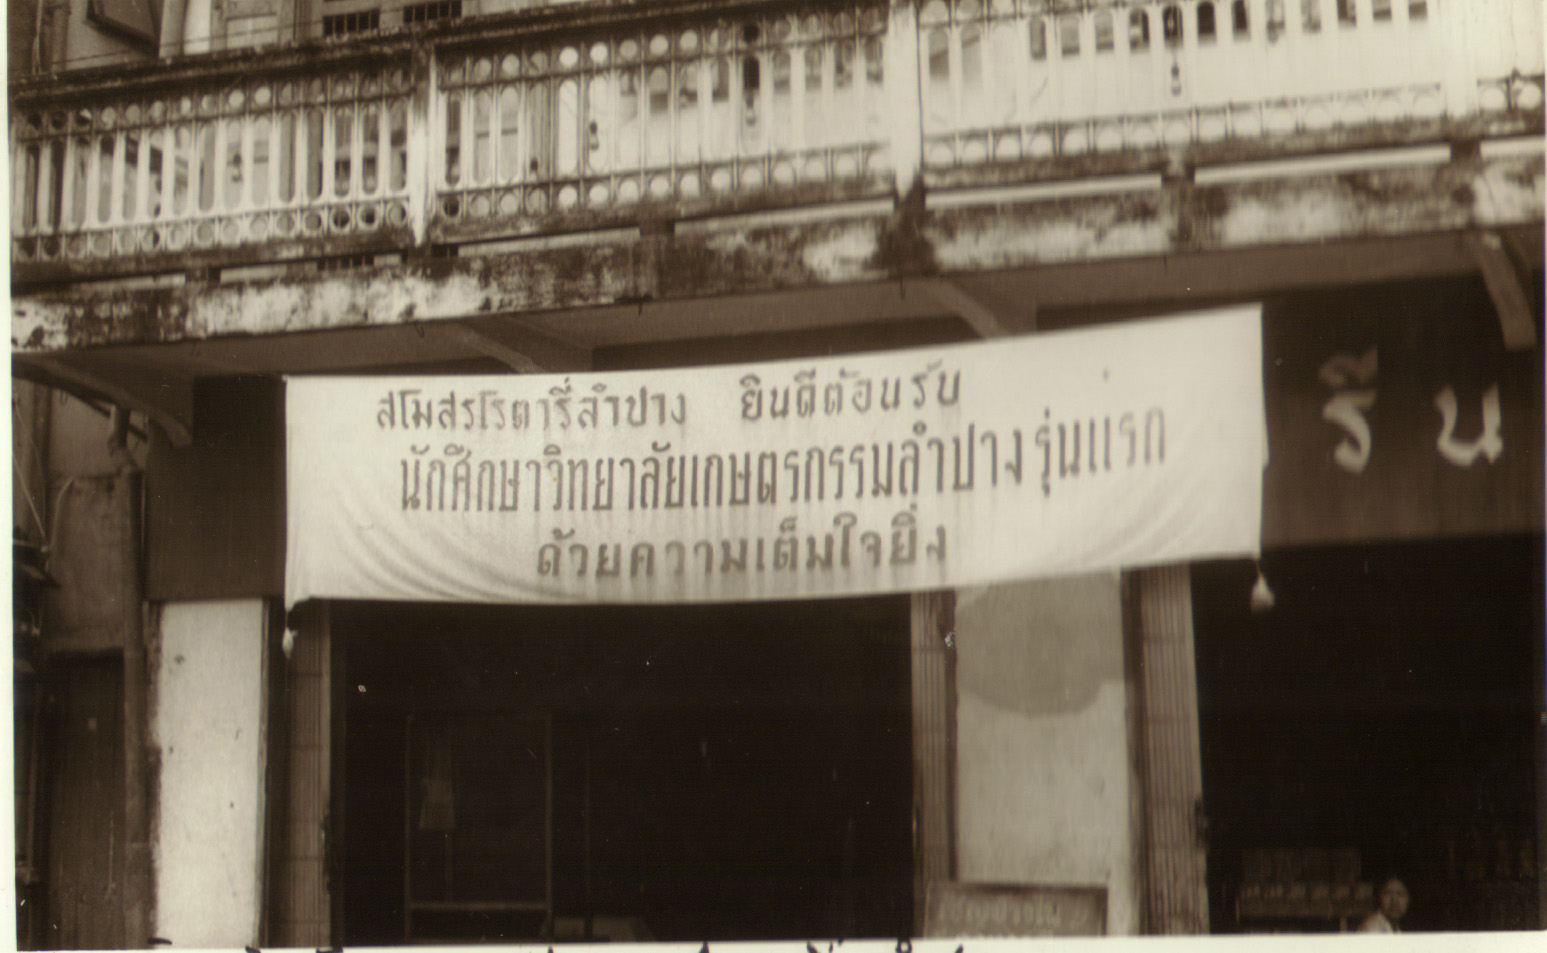 สโมสรโรตารี่ลำปาง ยินดีต้อนรับ
นักศึกษาวิทยาลัยเกษตรกรรมลำปางรุ่นแรก
ด้วยความเต็มใจยิ่ง